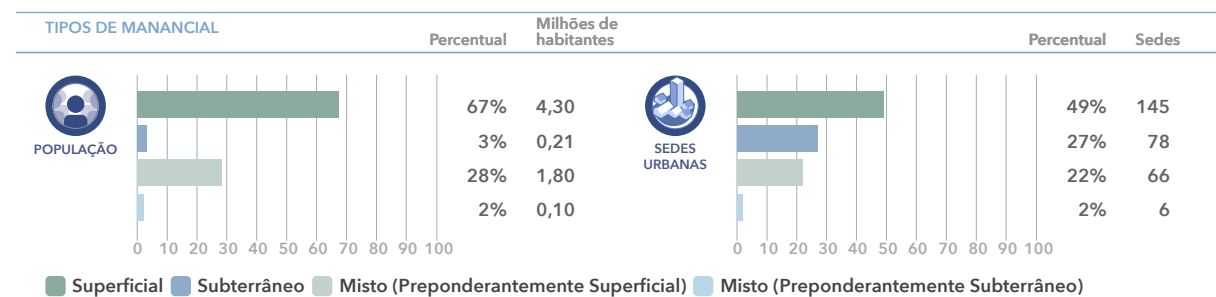 TIPOS DE MANANCIAL
Percentual
Milhões de
habitantes
Percentual Sedes
POPULAÇÃO
67% 4,30
3% 0,21
28% 1,80
2% 0,10
0 10 20 30 40 50 60 70 80 90 100
SEDES
URBANAS
49% 145
27% 78
22% 66
2% 6
0 10 20 30 40 50 60 70 80 90 100
Superficial Subterrâneo Misto (Preponderantemente Superficial) Misto (Preponderantemente Subterrâneo)